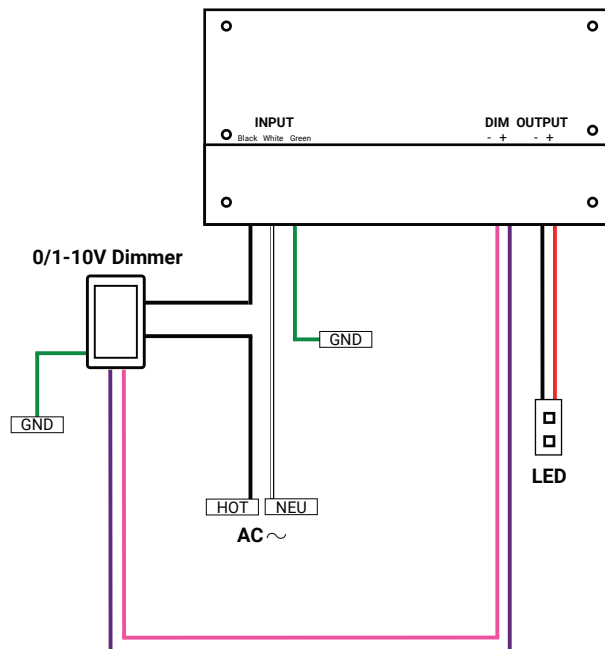 INPUT DIM OUTPUT
Black White Green - + - +
0/1-10V Dimmer
GND
GND
LED
HOT NEU
AC